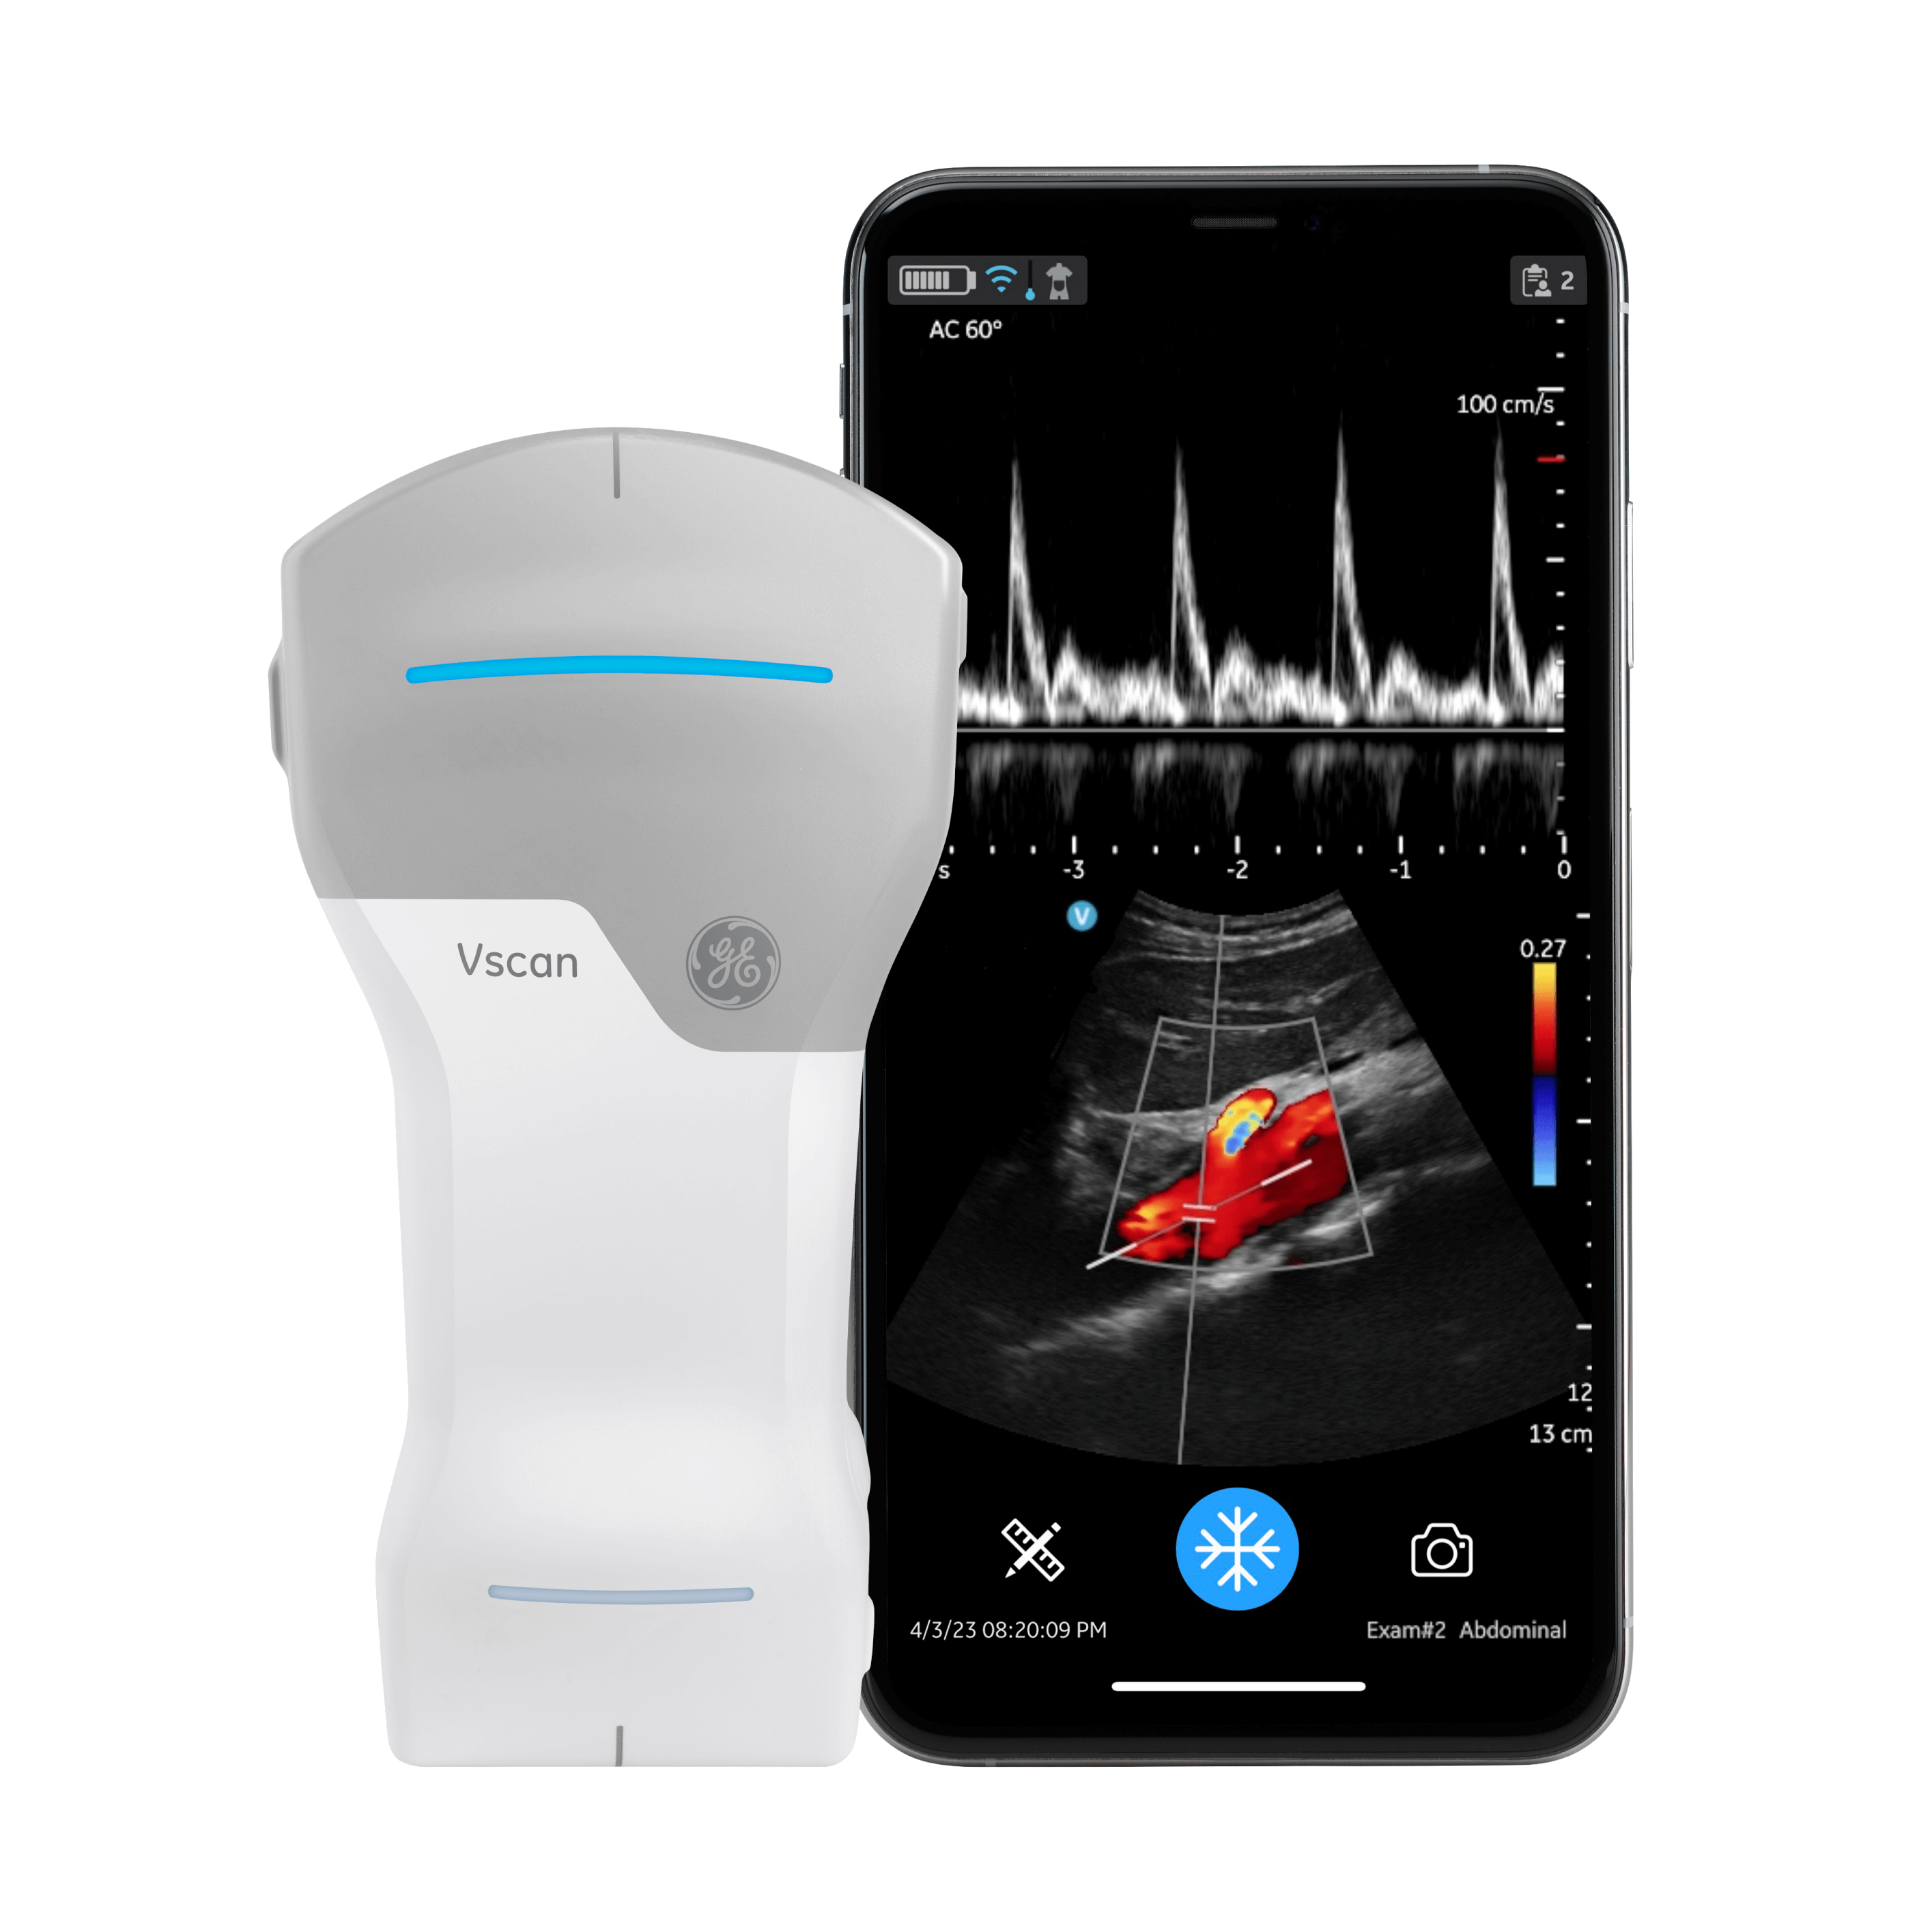 2
AC 60°
100 cm/s
s -3 -2 -1 0
V
0.27
Vscan
GE
12
13 cm
4/3/23 08:20:09 PM
Exam#2 Abdominal